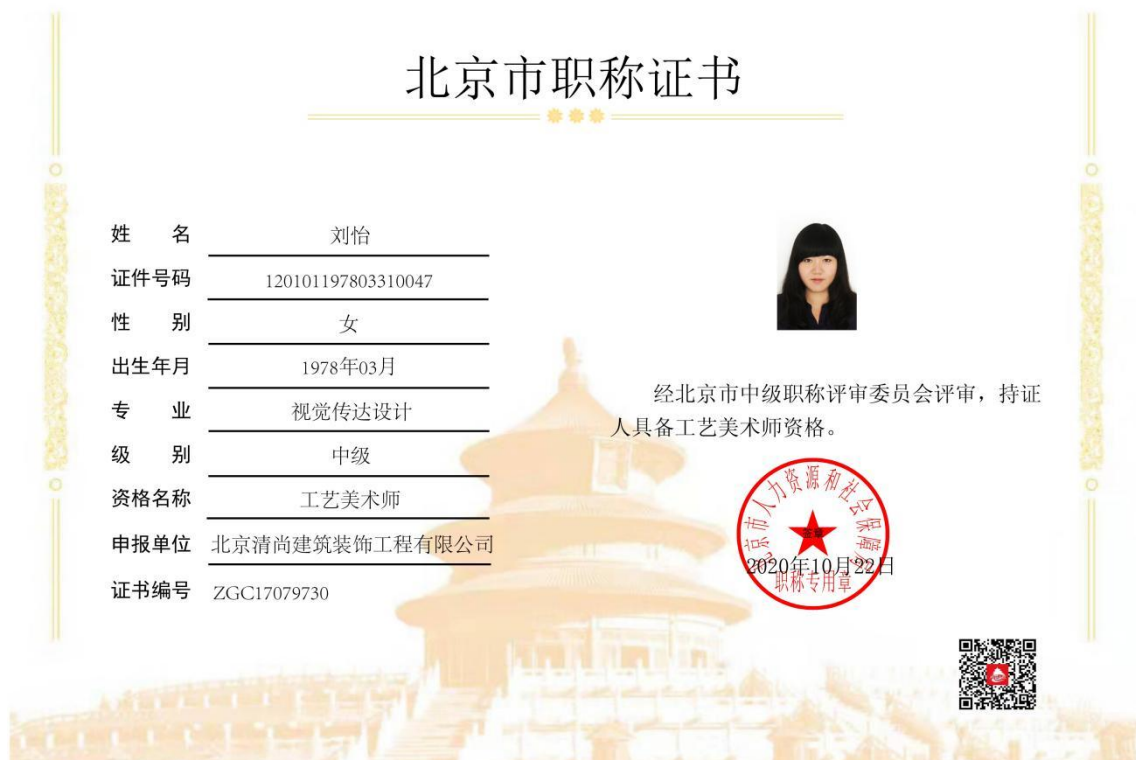 北京市职称证书
姓 名 刘怡
证件号码 120101197803310047
性 别 女
出生年月 1978年03月
专 业 视觉传达设计
级 别 中级
资格名称 工艺美术师
申报单位 北京清尚建筑装饰工程有限公司
证书编号 ZGC17079730
经北京市中级职称评审委员会评审，持证
人具备工艺美术师资格。
北京市人力资源和社会保障局
2020年10月22日
职称专用章